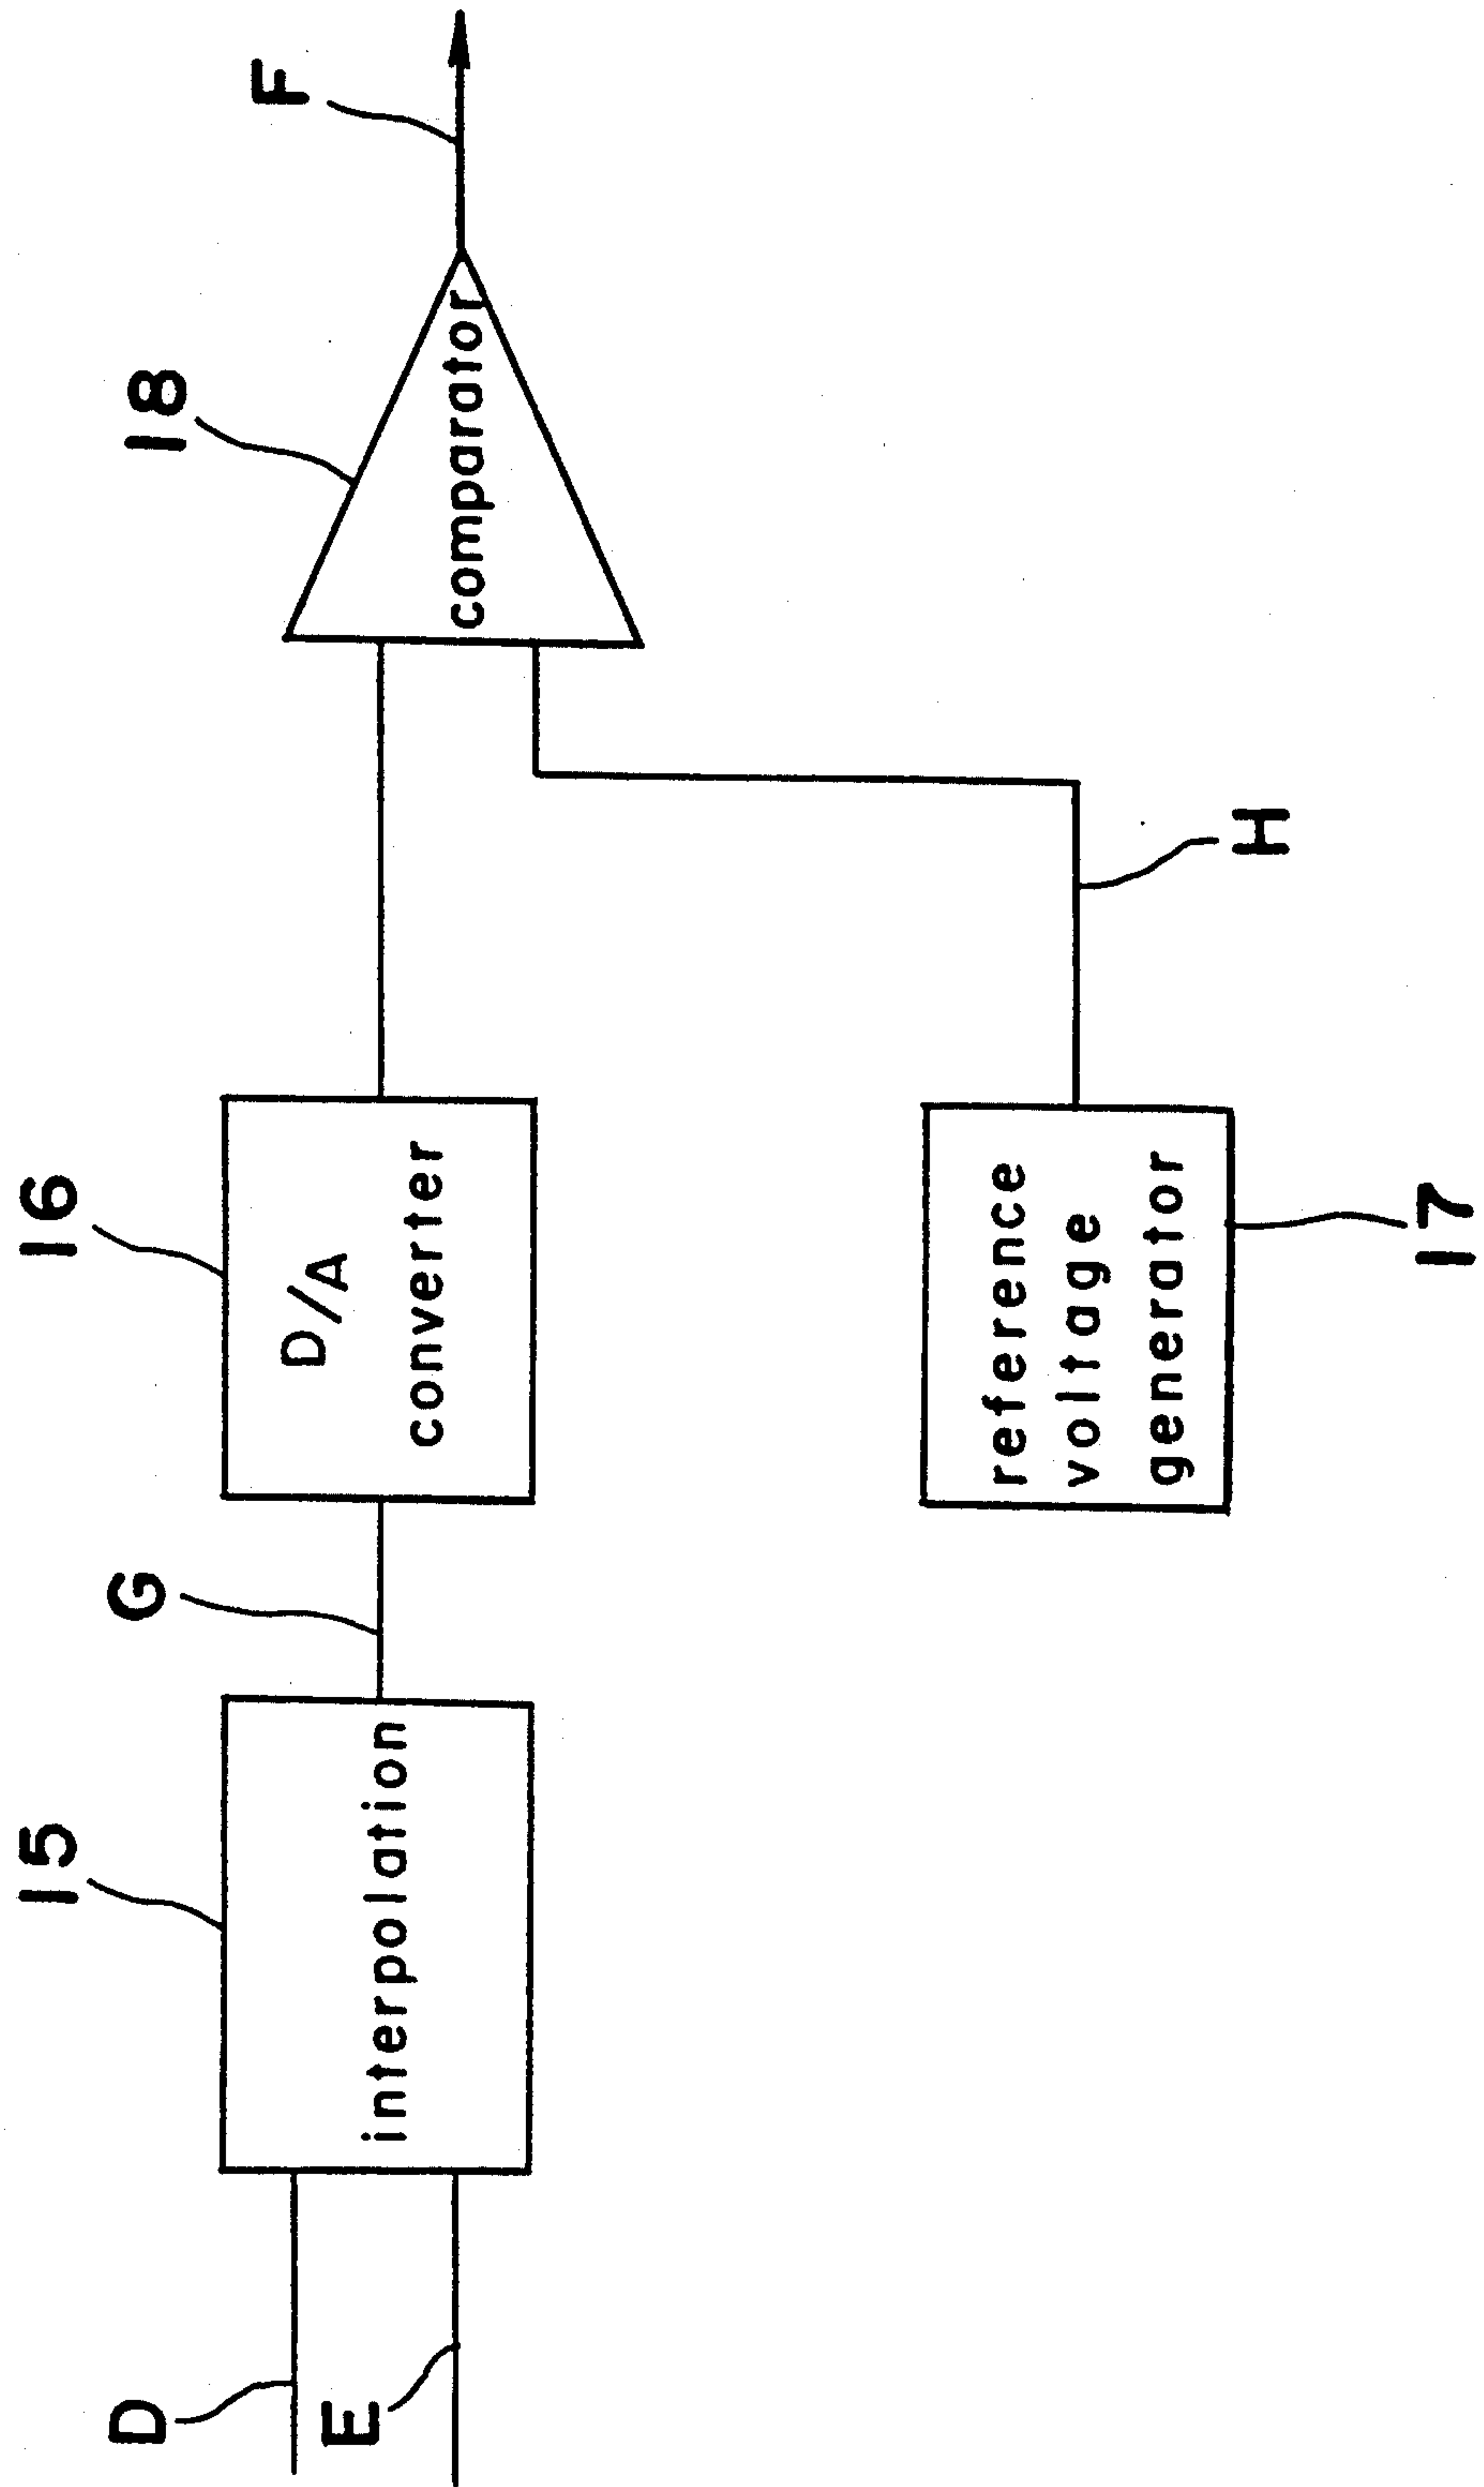 15
16
18
F
G
D
E
interpolation
D/A
converter
comparator
H
reference
voltage
generator
17